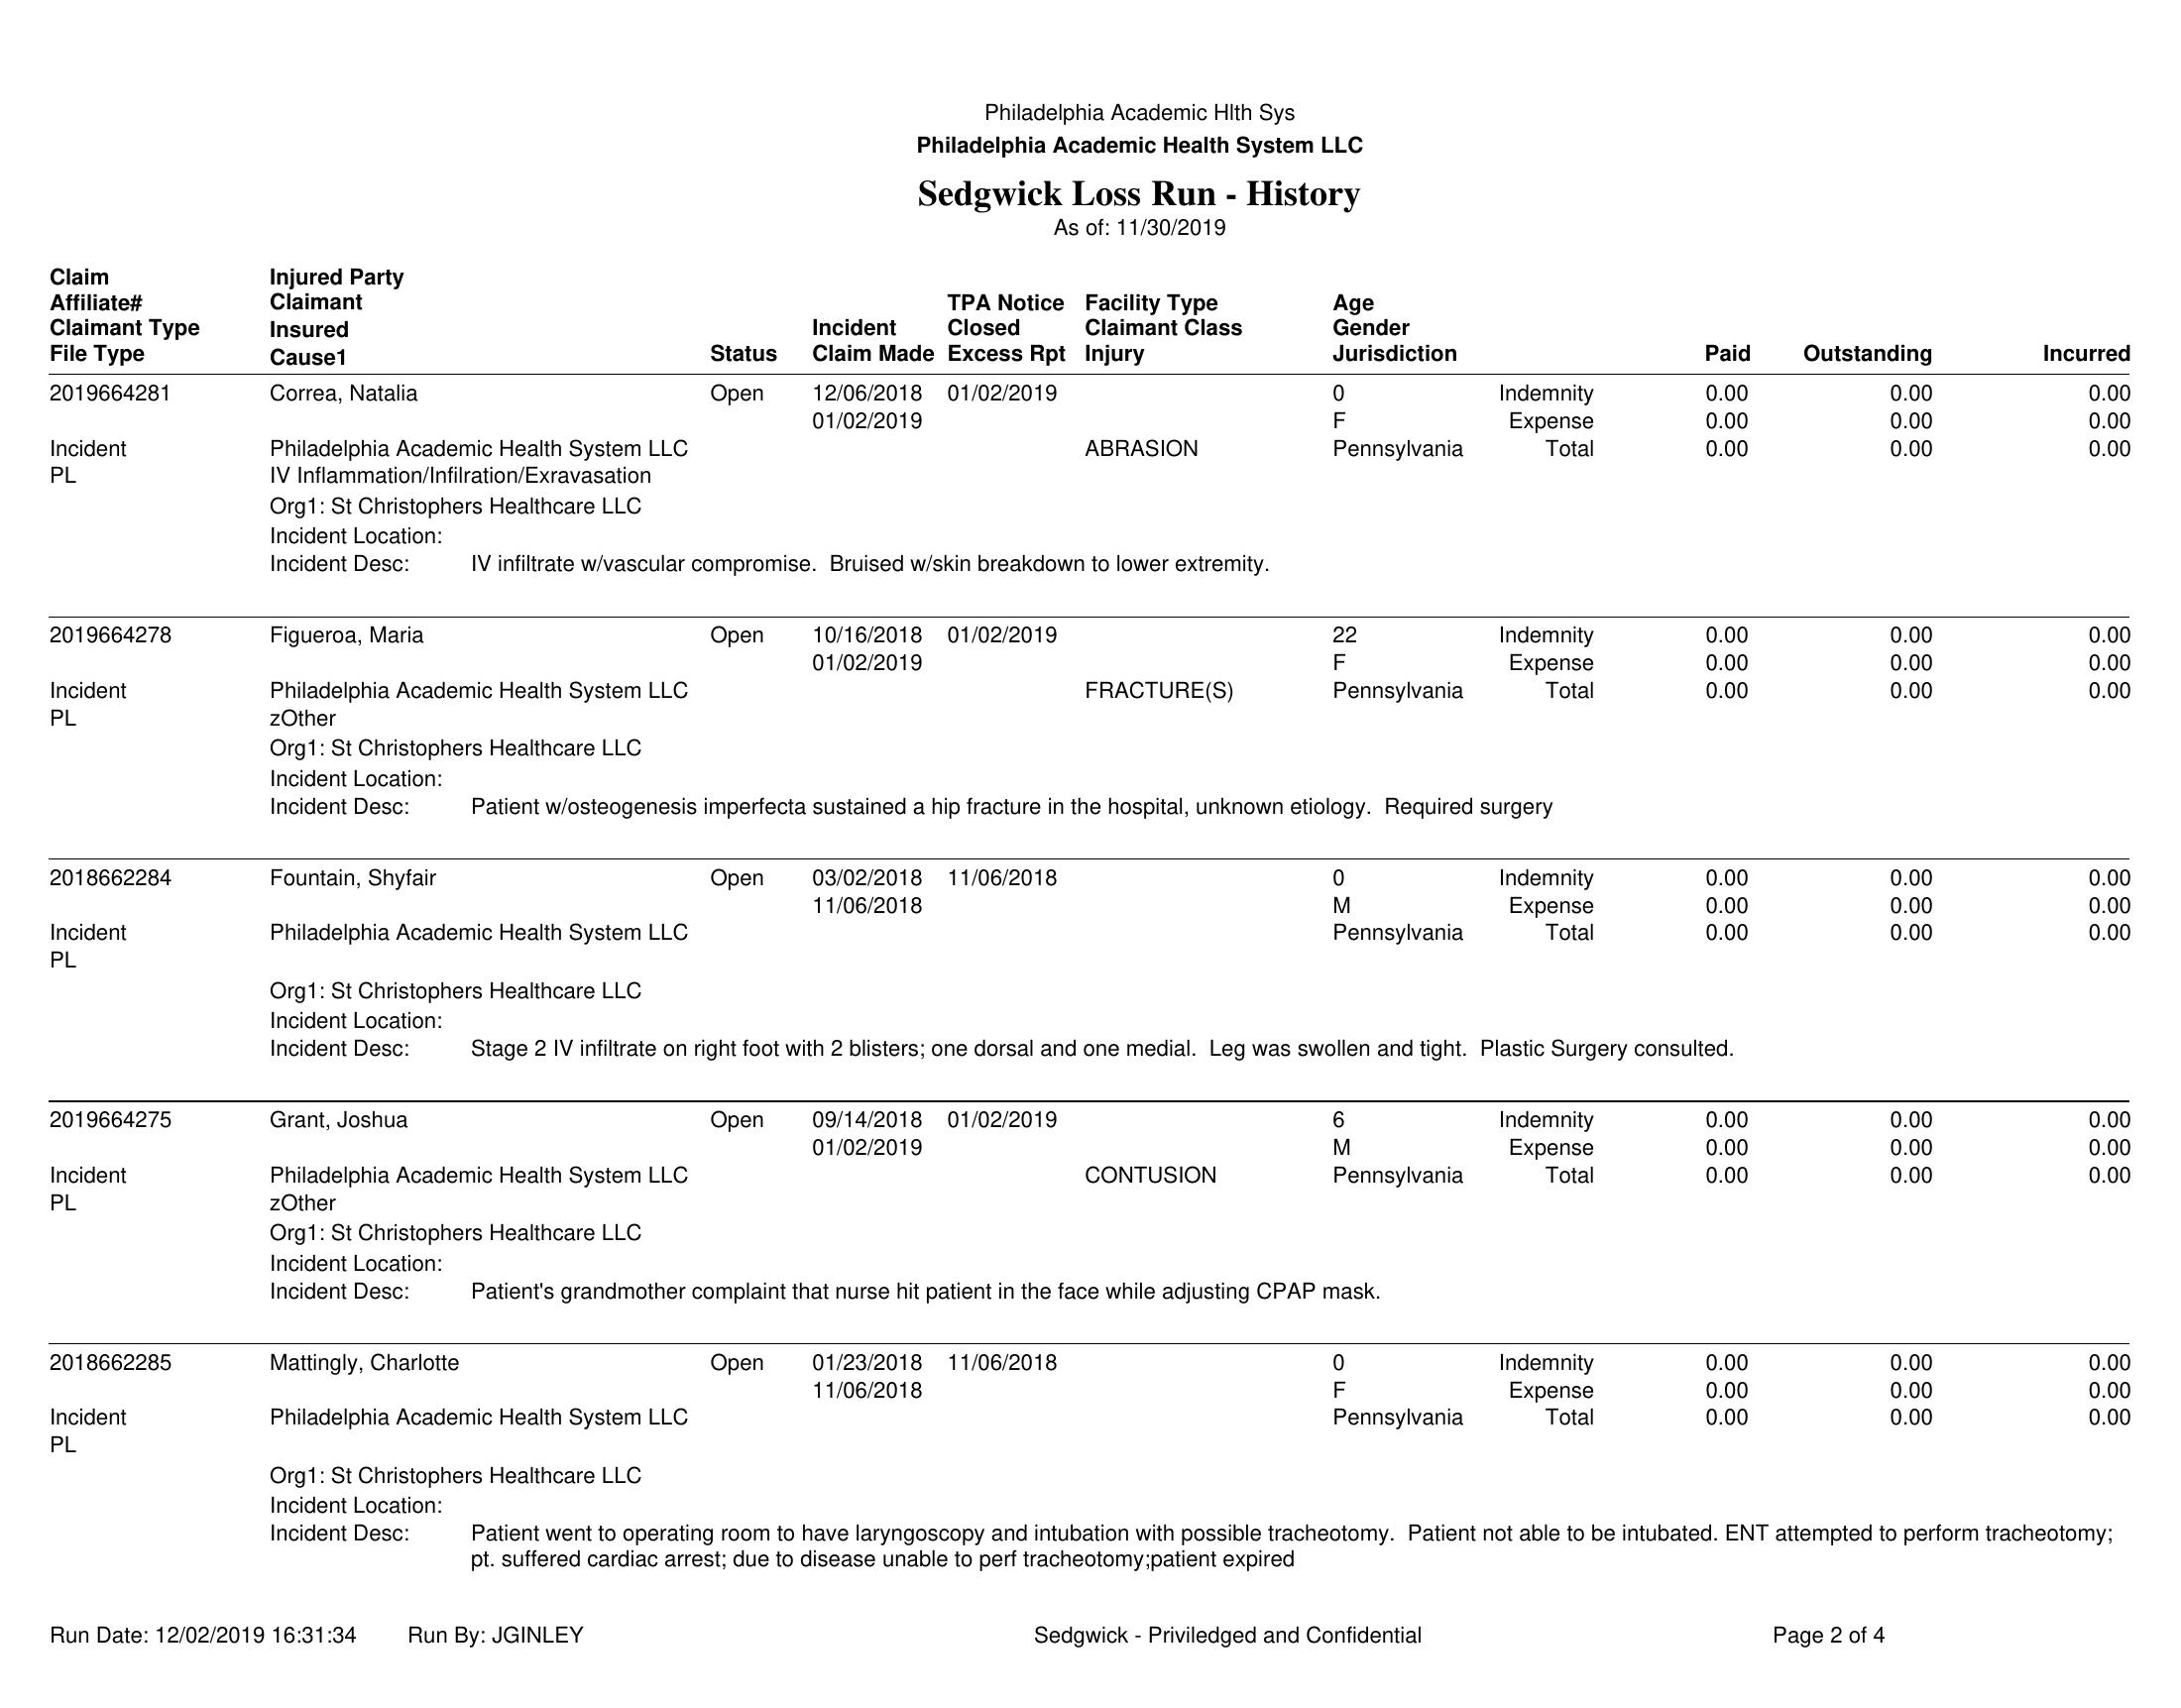 Philadelphia Academic Hlth Sys
Philadelphia Academic Health System LLC
Sedgwick Loss Run - History
As of: 11/30/2019
Claim Injured Party
Affiliate# Claimant TPA Notice Facility Type Age
Claimant Type Insured Incident Closed Claimant Class Gender
File Type Cause1 Status Claim Made Excess Rpt Injury Jurisdiction Paid Outstanding Incurred
2019664281 Correa, Natalia Open 12/06/2018 01/02/2019 0 Indemnity 0.00 0.00 0.00
01/02/2019 F Expense 0.00 0.00 0.00
Incident Philadelphia Academic Health System LLC ABRASION Pennsylvania Total 0.00 0.00 0.00
PL IV Inflammation/Infilration/Exravasation
Org1: St Christophers Healthcare LLC
Incident Location:
Incident Desc: IV infiltrate w/vascular compromise. Bruised w/skin breakdown to lower extremity.
2019664278 Figueroa, Maria Open 10/16/2018 01/02/2019 22 Indemnity 0.00 0.00 0.00
01/02/2019 F Expense 0.00 0.00 0.00
Incident Philadelphia Academic Health System LLC FRACTURE(S) Pennsylvania Total 0.00 0.00 0.00
PL zOther
Org1: St Christophers Healthcare LLC
Incident Location:
Incident Desc: Patient w/osteogenesis imperfecta sustained a hip fracture in the hospital, unknown etiology. Required surgery
2018662284 Fountain, Shyfair Open 03/02/2018 11/06/2018 0 Indemnity 0.00 0.00 0.00
11/06/2018 M Expense 0.00 0.00 0.00
Incident Philadelphia Academic Health System LLC Pennsylvania Total 0.00 0.00 0.00
PL
Org1: St Christophers Healthcare LLC
Incident Location:
Incident Desc: Stage 2 IV infiltrate on right foot with 2 blisters; one dorsal and one medial. Leg was swollen and tight. Plastic Surgery consulted.
2019664275 Grant, Joshua Open 09/14/2018 01/02/2019 6 Indemnity 0.00 0.00 0.00
01/02/2019 M Expense 0.00 0.00 0.00
Incident Philadelphia Academic Health System LLC CONTUSION Pennsylvania Total 0.00 0.00 0.00
PL zOther
Org1: St Christophers Healthcare LLC
Incident Location:
Incident Desc: Patient's grandmother complaint that nurse hit patient in the face while adjusting CPAP mask.
2018662285 Mattingly, Charlotte Open 01/23/2018 11/06/2018 0 Indemnity 0.00 0.00 0.00
11/06/2018 F Expense 0.00 0.00 0.00
Incident Philadelphia Academic Health System LLC Pennsylvania Total 0.00 0.00 0.00
PL
Org1: St Christophers Healthcare LLC
Incident Location:
Incident Desc: Patient went to operating room to have laryngoscopy and intubation with possible tracheotomy. Patient not able to be intubated. ENT attempted to perform tracheotomy;
pt. suffered cardiac arrest; due to disease unable to perf tracheotomy;patient expired
Run Date: 12/02/2019 16:31:34 Run By: JGINLEY Sedgwick - Priviledged and Confidential Page 2 of 4